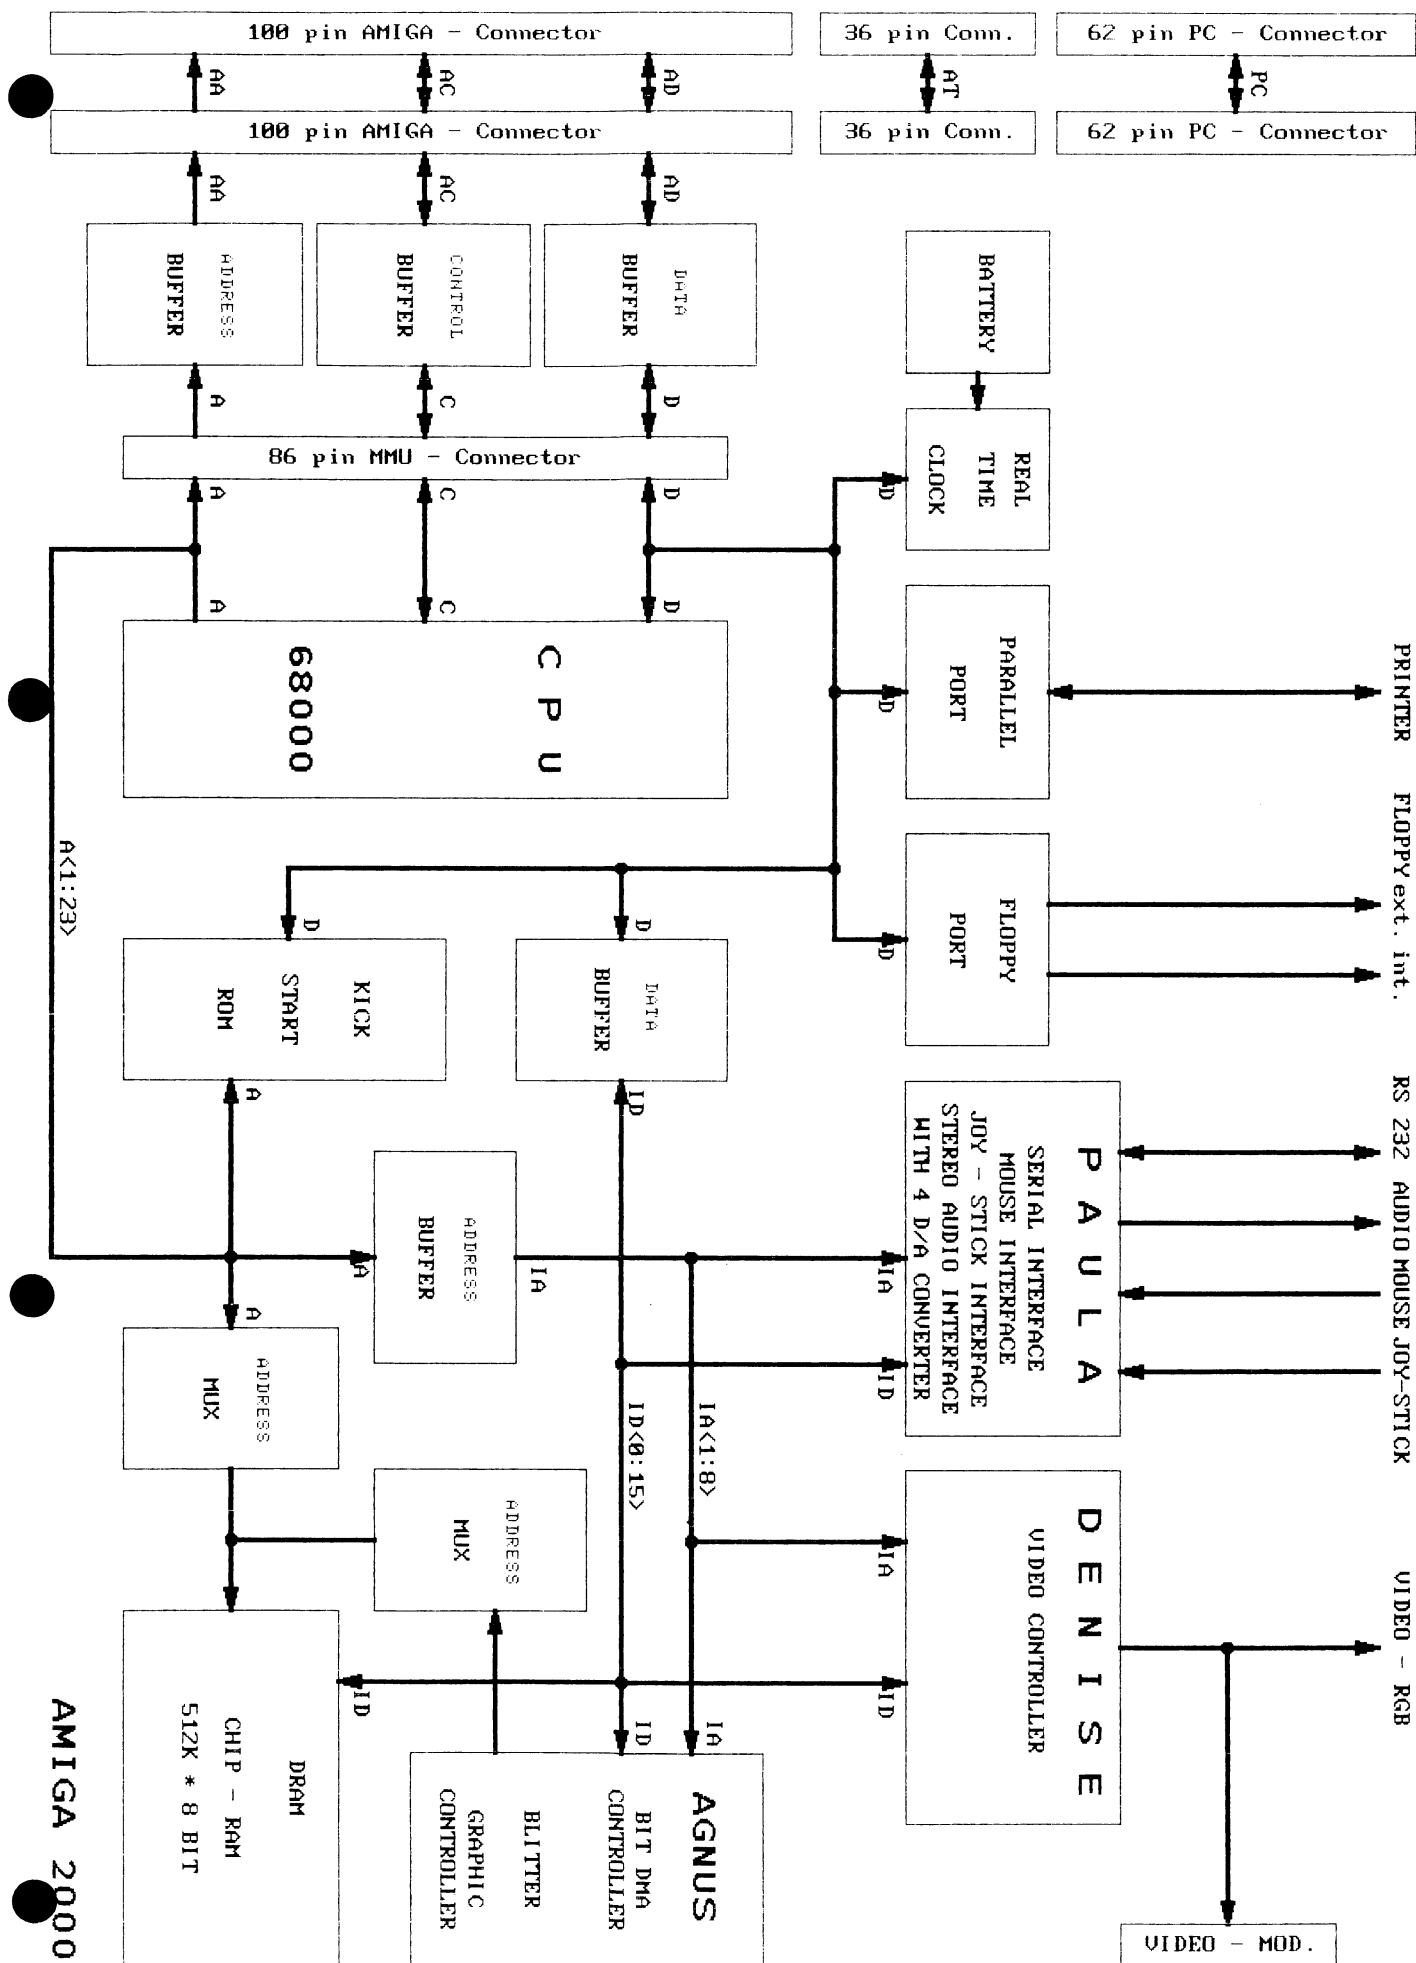 100 pin AMIGA - Connector
36 pin Conn.
62 pin PC - Connector
AA
AC
AD
AT
PC
100 pin AMIGA - Connector
36 pin Conn.
62 pin PC - Connector
AA
AC
AD
ADDRESS
BUFFER
CONTROL
BUFFER
DATA
BUFFER
BATTERY
A
C
D
REAL
TIME
CLOCK
D
86 pin MMU - Connector
A
C
D
A
C
D
C P U
68000
PARALLEL
PORT
D
PRINTER
A<1:23>
FLOPPY
PORT
D
FLOPPY ext. int.
D
D
KICK
START
ROM
DATA
BUFFER
A
ID
PAULA
SERIAL INTERFACE
MOUSE INTERFACE
JOY - STICK INTERFACE
STEREO AUDIO INTERFACE
WITH 4 D/A CONVERTER
IA
ID
RS 232
AUDIO
MOUSE
JOY-STICK
ADDRESS
BUFFER
A
IA
A
ADDRESS
MUX
ID<0:15>
IA<1:8>
ADDRESS
MUX
DENISE
VIDEO CONTROLLER
IA
ID
VIDEO - RGB
ID
ID
IA
DRAM
CHIP - RAM
512K * 8 BIT
AGNUS
BIT DMA
CONTROLLER
BLITTER
GRAPHIC
CONTROLLER
VIDEO - MOD.
AMIGA 2000